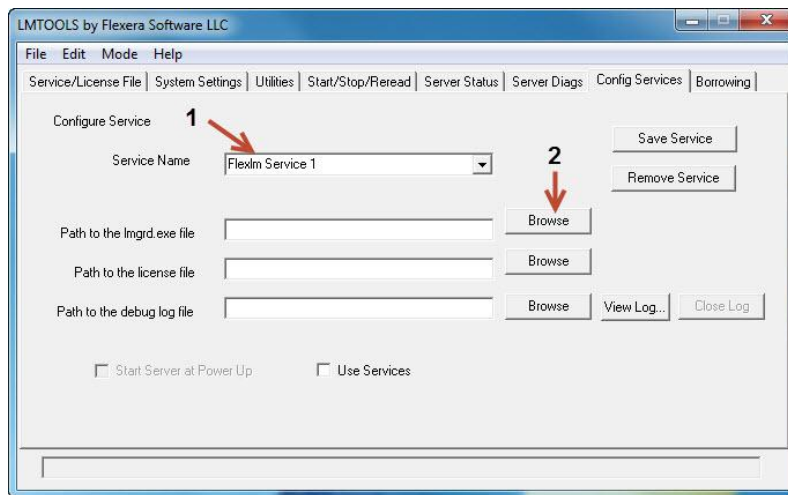 LMTOOLS by Flexera Software LLC
File Edit Mode Help
Service/License File System Settings Utilities Start/Stop/Reread Server Status Server Diags Config Services Borrowing
Configure Service 1
Save Service
Service Name Flexlm Service 1 2
Remove Service
Path to the lmgrd.exe file Browse
Path to the license file Browse
Path to the debug log file Browse View Log... Close Log
Start Server at Power Up Use Services